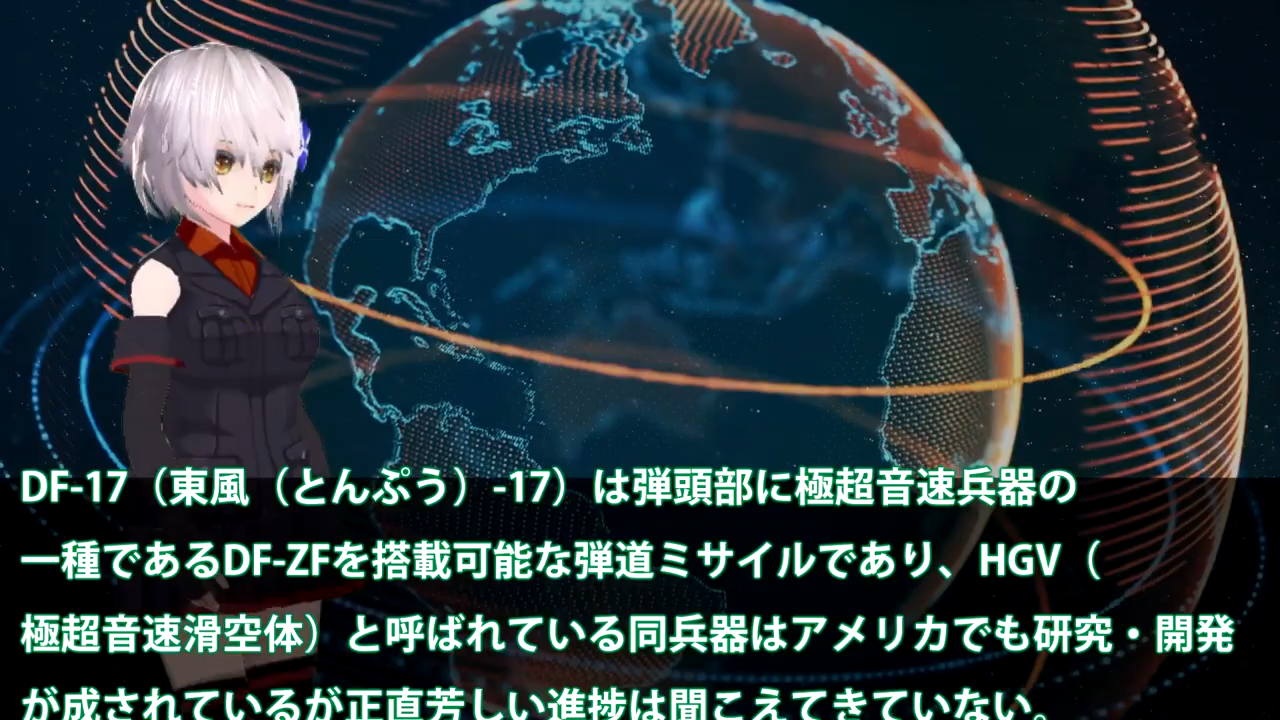 DF-17（東風（とんぷう）-17）は弾頭部に極超音速兵器の
一種であるDF-ZFを搭載可能な弾道ミサイルであり、HGV（
極超音速滑空体）と呼ばれている同兵器はアメリカでも研究・開発
が成されているが正直芳しい進捗は聞こえてきていない。